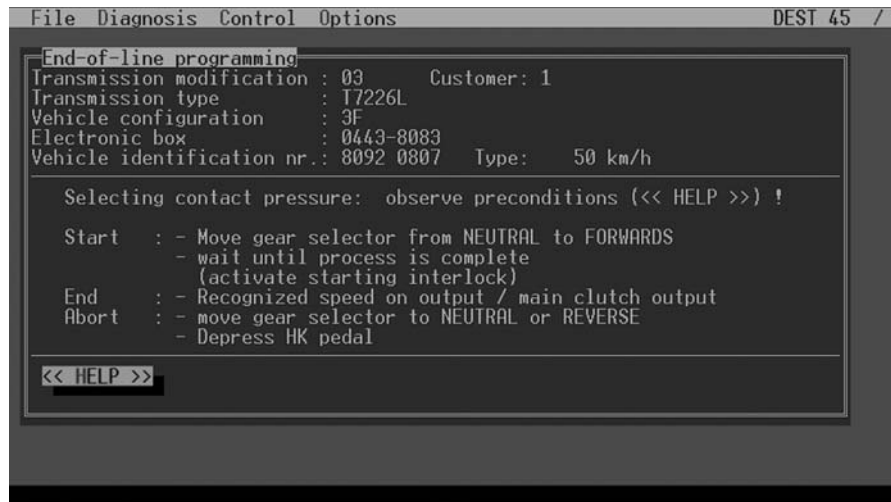 File Diagnosis Control Options DEST 45 /
End-of-line programming
Transmission modification : 03 Customer: 1
Transmission type : T7226L
Vehicle configuration : 3F
Electronic box : 0443-8083
Vehicle identification nr.: 8092 0807 Type: 50 km/h
Selecting contact pressure: observe preconditions (<< HELP >>) !
Start : - Move gear selector from NEUTRAL to FORWARDS
- wait until process is complete
(activate starting interlock)
End : - Recognized speed on output / main clutch output
Abort : - move gear selector to NEUTRAL or REVERSE
- Depress HK pedal
<< HELP >>